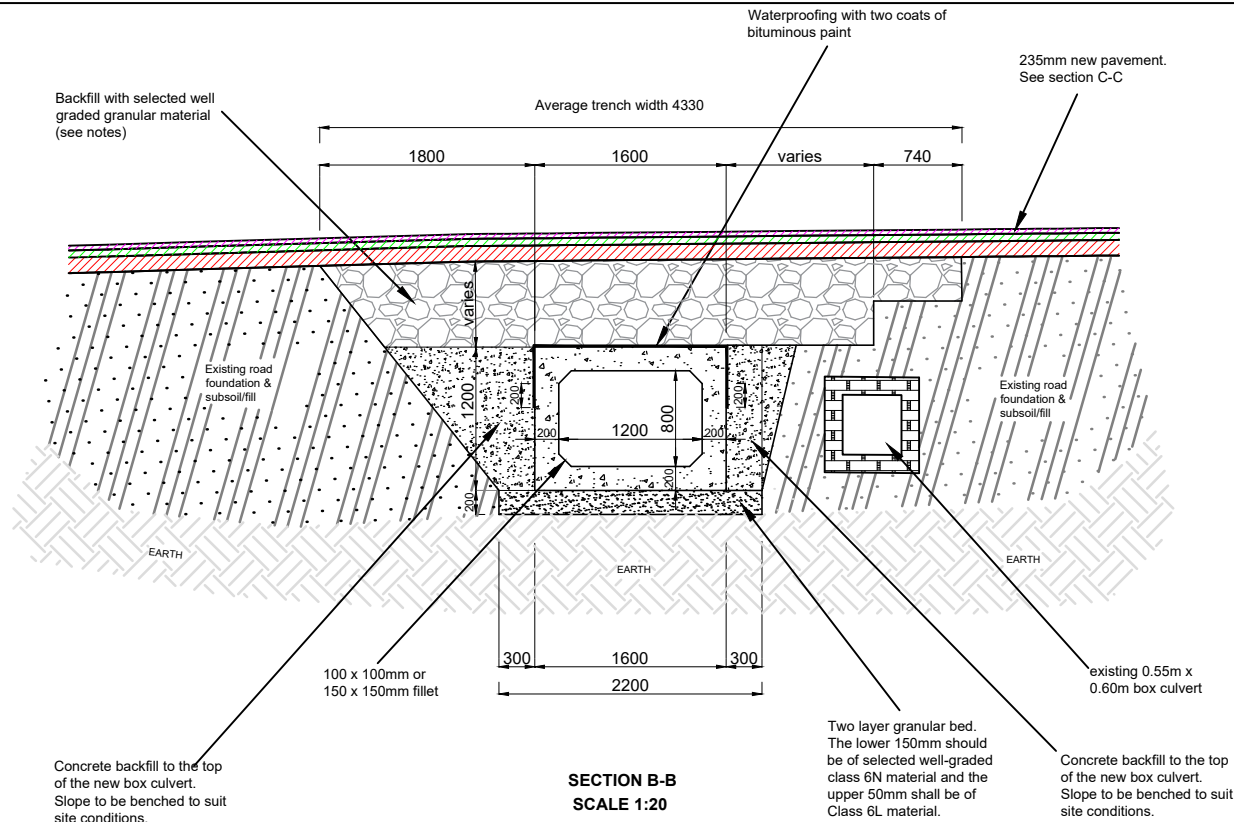 Waterproofing with two coats of
bituminous paint
235mm new pavement.
See section C-C
Backfill with selected well
graded granular material
(see notes)
Average trench width 4330
1800
1600
varies
740
varies
Existing road
foundation &
subsoil/fill
Existing road
foundation &
subsoil/fill
1200
200
200
800
200
1200
200
200
200
EARTH
EARTH
EARTH
300
1600
300
2200
100 x 100mm or
150 x 150mm fillet
existing 0.55m x
0.60m box culvert
Concrete backfill to the top
of the new box culvert.
Slope to be benched to suit
site conditions.
SECTION B-B
SCALE 1:20
Two layer granular bed.
The lower 150mm should
be of selected well-graded
class 6N material and the
upper 50mm shall be of
Class 6L material.
Concrete backfill to the top
of the new box culvert.
Slope to be benched to suit
site conditions.